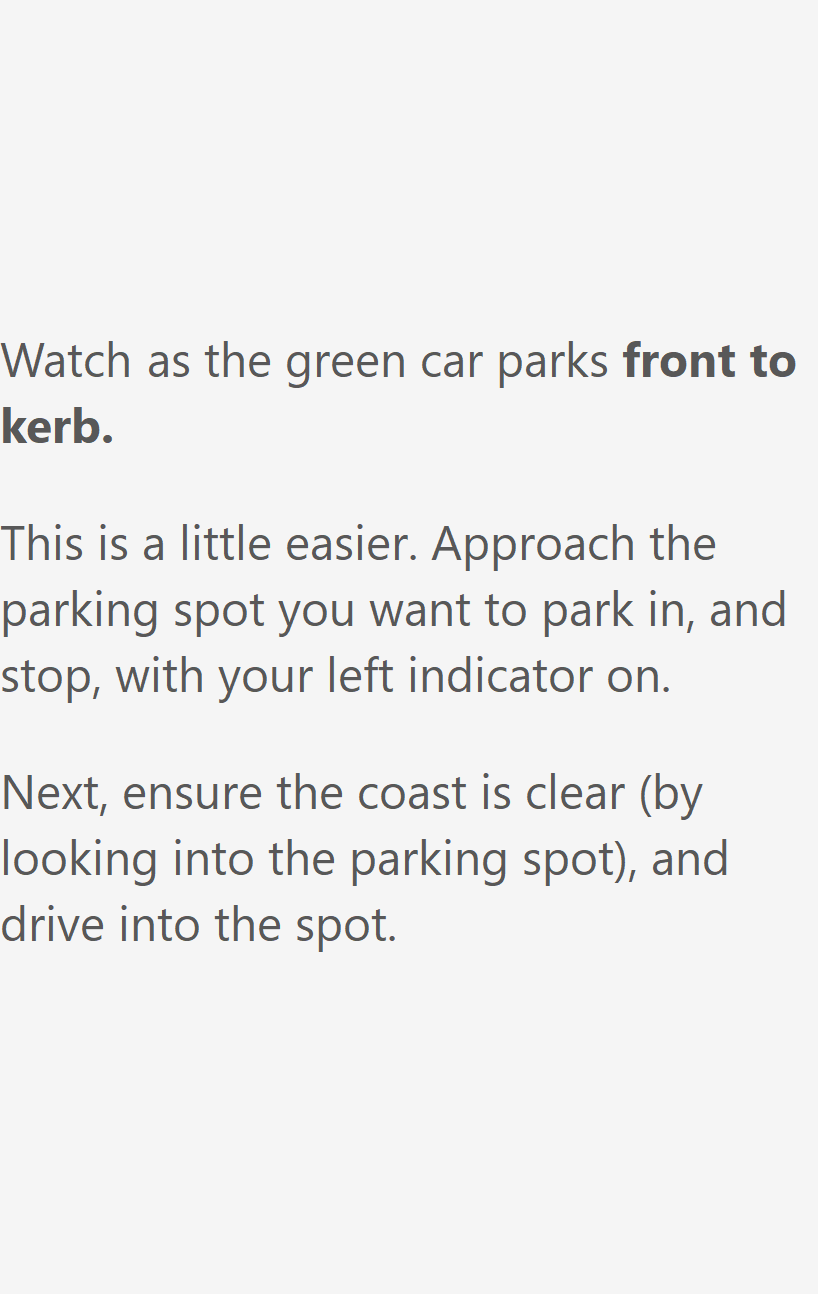 Watch as the green car parks front to
kerb.
This is a little easier. Approach the
parking spot you want to park in, and
stop, with your left indicator on.
Next, ensure the coast is clear (by
looking into the parking spot), and
drive into the spot.